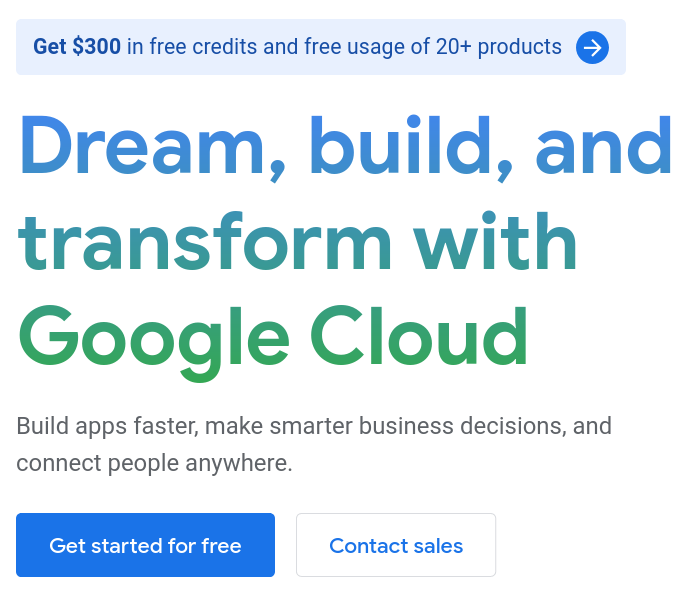 Get $300 in free credits and free usage of 20+ products
Dream, build, and
transform with
Google Cloud
Build apps faster, make smarter business decisions, and
connect people anywhere.
Get started for free
Contact sales